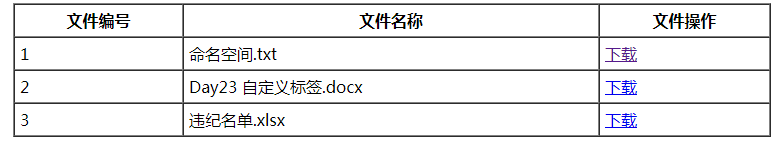 文件编号 文件名称 文件操作
1 命名空间.txt 下载
2 Day23 自定义标签.docx 下载
3 违纪名单.xlsx 下载